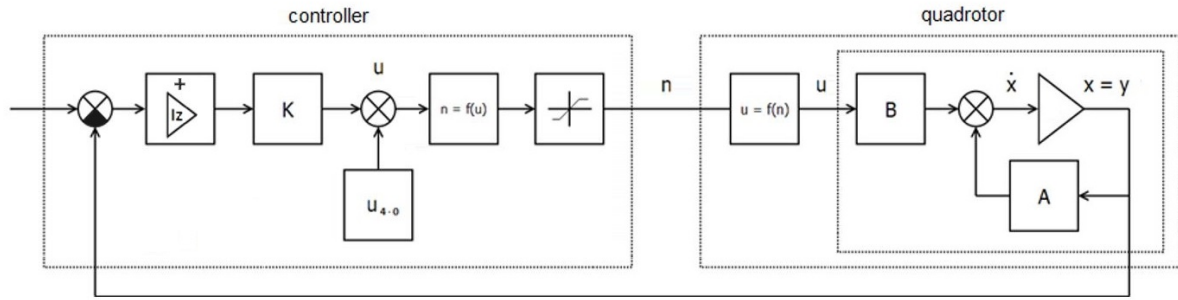 controller
quadrotor
+
Iz
K
u
n = f(u)
u₄.₀
n
u = f(n)
u
B
ẋ
x = y
A